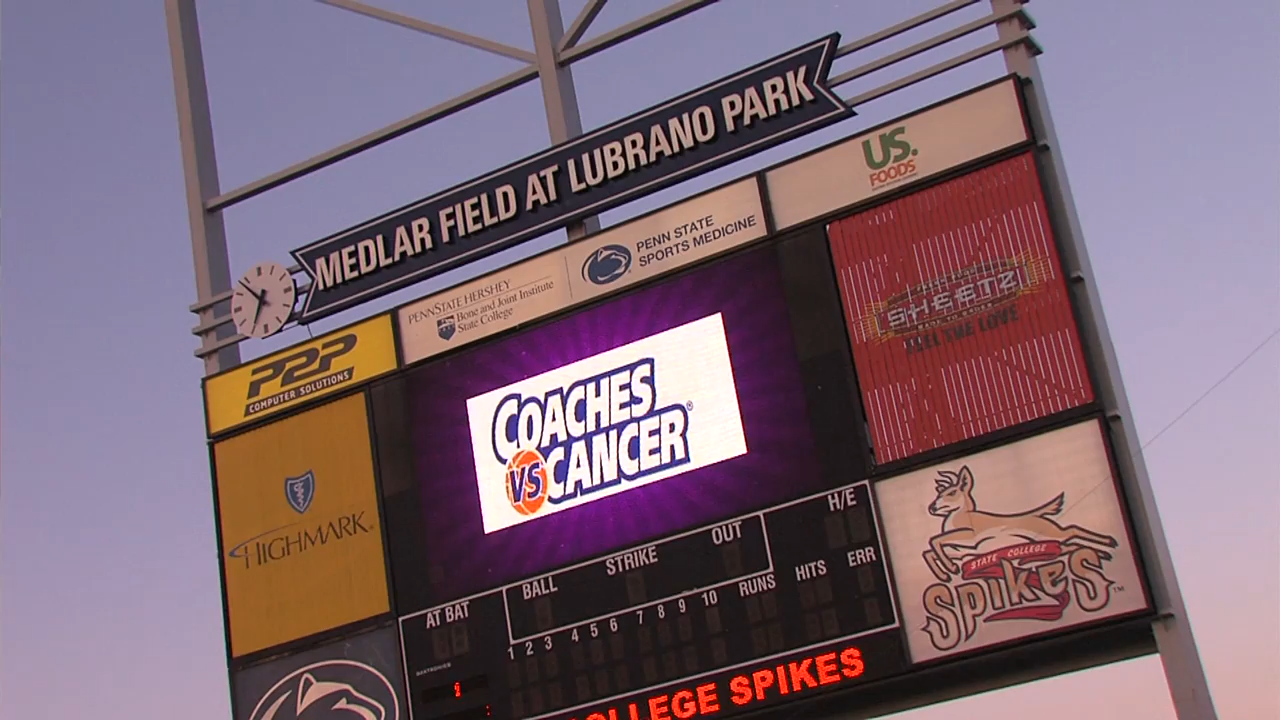 MEDLAR FIELD AT LUBRANO PARK
US.
FOODS
PENNSTATE HERSHEY
Bone and Joint Institute
State College
PENN STATE
SPORTS MEDICINE
P2P
COMPUTER SOLUTIONS
SHEETZ
FEEL THE LOVE
COACHES
VS CANCER®
HIGHMARK®
STATE COLLEGE
SPIKES™
AT BAT
BALL
STRIKE
OUT
H/E
1 2 3 4 5 6 7 8 9 10 RUNS HITS ERR
DAKTRONICS
COLLEGE SPIKES